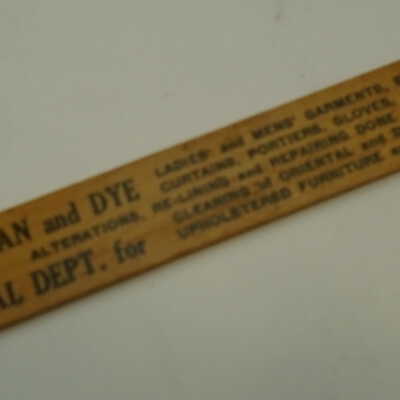 AN and DYE LADIES' and MENS' GARMENTS,
CURTAINS, PORTIERS, GLOVES,
ALTERATIONS, RE-LINING and REPAIRING DONE
AL DEPT. for CLEANING of ORIENTAL and
UPHOLSTERED FURNITURE